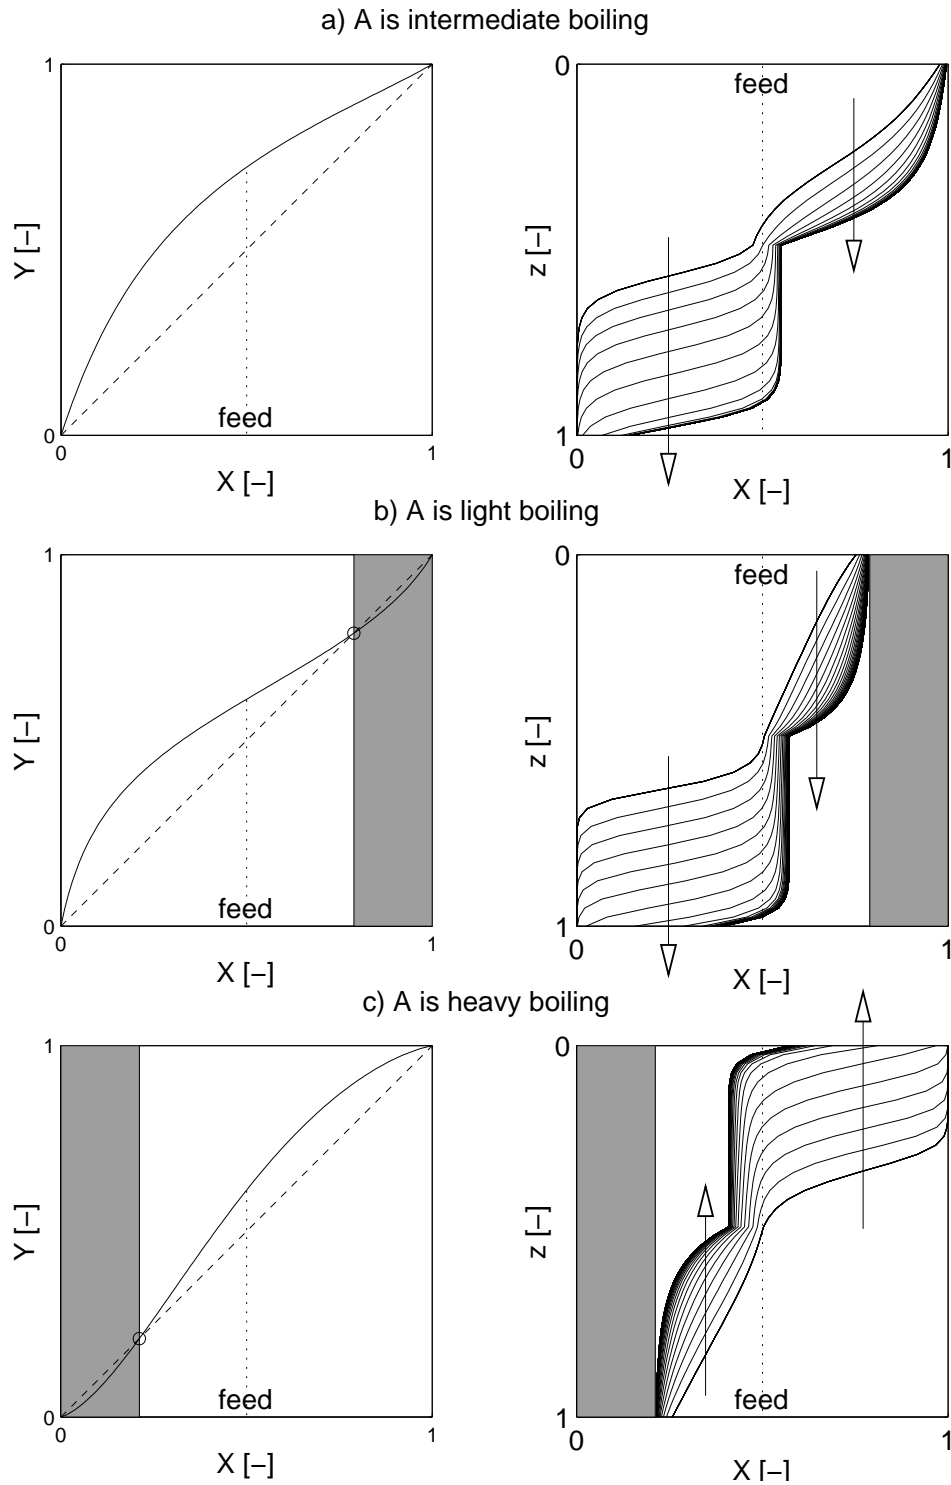 a) A is intermediate boiling
1
Y [–]
feed
0
0
1
X [–]
0
feed
z [–]
1
0
1
X [–]
b) A is light boiling
1
Y [–]
feed
0
0
1
X [–]
0
feed
z [–]
1
0
1
X [–]
c) A is heavy boiling
1
Y [–]
feed
0
0
1
X [–]
0
z [–]
feed
1
0
1
X [–]